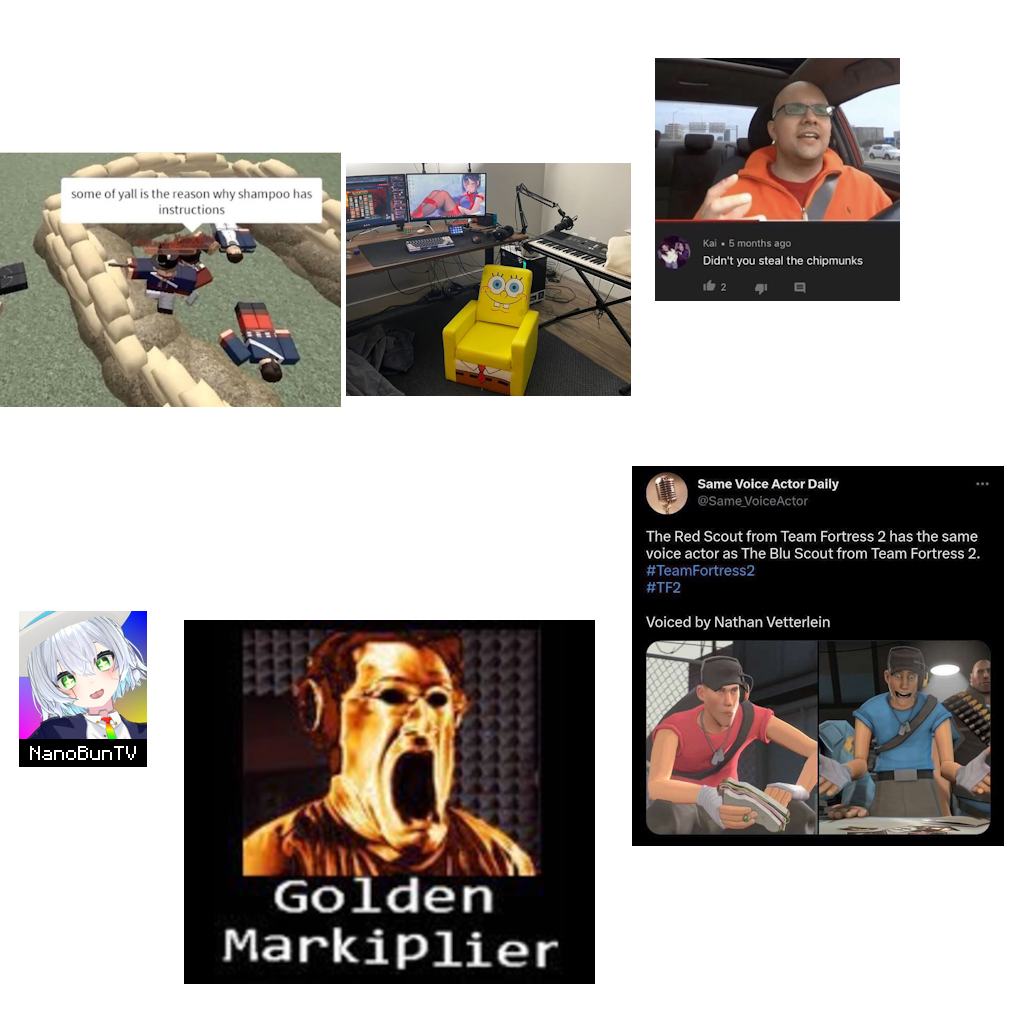 some of yall is the reason why shampoo has
instructions
Kai • 5 months ago
Didn't you steal the chipmunks
2
Same Voice Actor Daily
@Same_VoiceActor
The Red Scout from Team Fortress 2 has the same
voice actor as The Blu Scout from Team Fortress 2.
#TeamFortress2
#TF2
Voiced by Nathan Vetterlein
NanoBunTV
Golden
Markiplier